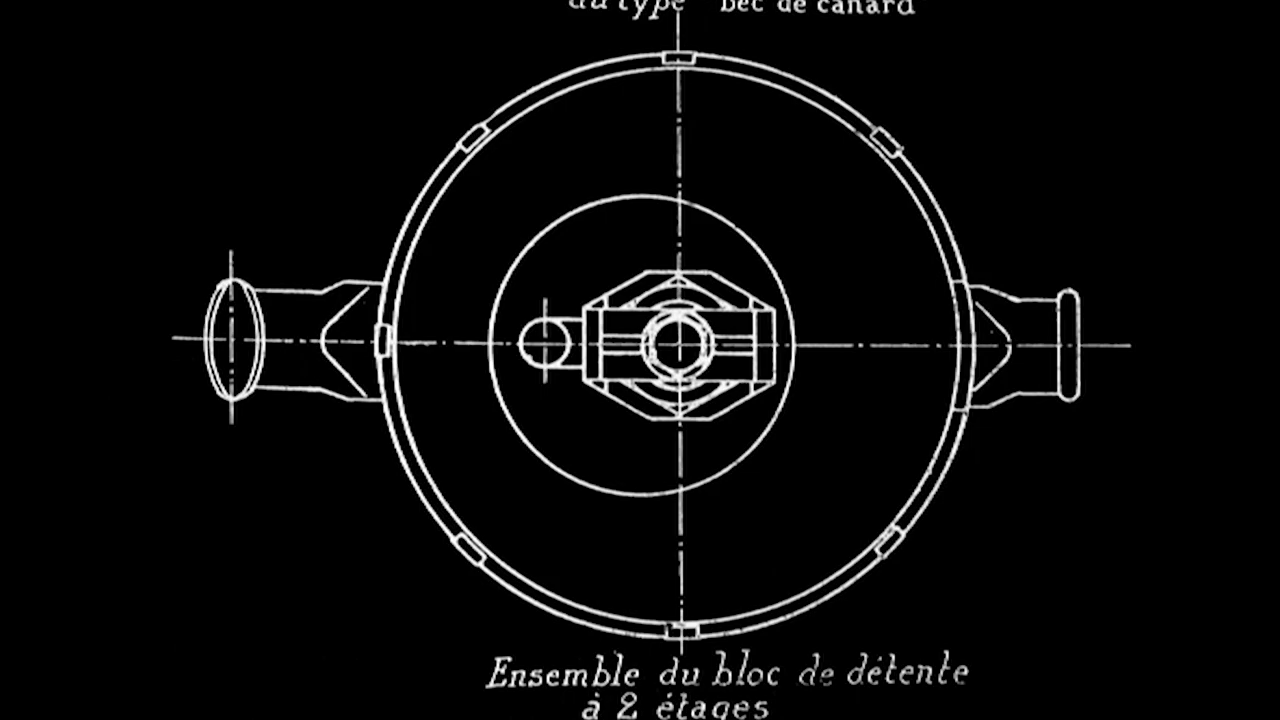 du type "bec de canard
Ensemble du bloc de détente
à 2 étages